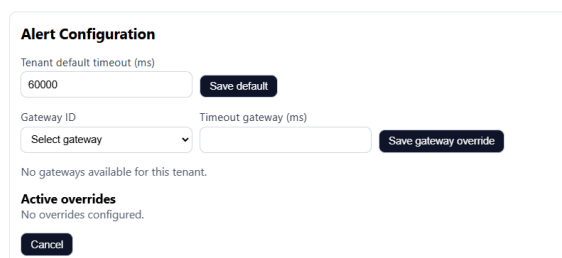 Alert Configuration
Tenant default timeout (ms)
60000
Save default
Gateway ID
Timeout gateway (ms)
Select gateway
Save gateway override
No gateways available for this tenant.
Active overrides
No overrides configured.
Cancel